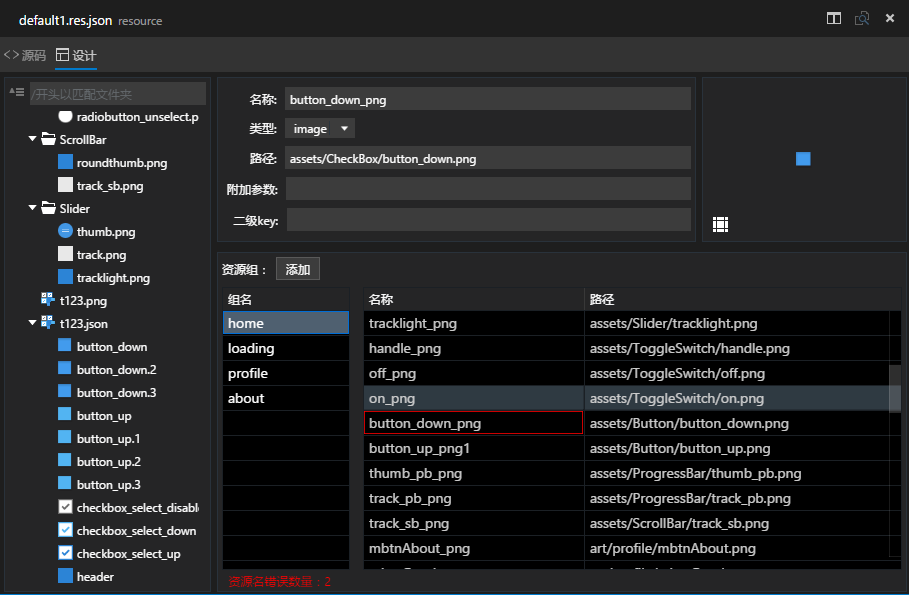 default1.res.json resource
<> 源码 设计
/开头以匹配文件夹
radiobutton_unselect.p
ScrollBar
roundthumb.png
track_sb.png
Slider
thumb.png
track.png
tracklight.png
t123.png
t123.json
button_down
button_down.2
button_down.3
button_up
button_up.1
button_up.2
button_up.3
checkbox_select_disabl
checkbox_select_down
checkbox_select_up
header
名称: button_down_png
类型: image
路径: assets/CheckBox/button_down.png
附加参数:
二级key:
资源组： 添加
组名
home
loading
profile
about
名称 路径
tracklight_png assets/Slider/tracklight.png
handle_png assets/ToggleSwitch/handle.png
off_png assets/ToggleSwitch/off.png
on_png assets/ToggleSwitch/on.png
button_down_png assets/Button/button_down.png
button_up_png1 assets/Button/button_up.png
thumb_pb_png assets/ProgressBar/thumb_pb.png
track_pb_png assets/ProgressBar/track_pb.png
track_sb_png assets/ScrollBar/track_sb.png
mbtnAbout_png art/profile/mbtnAbout.png
资源名错误数量：2